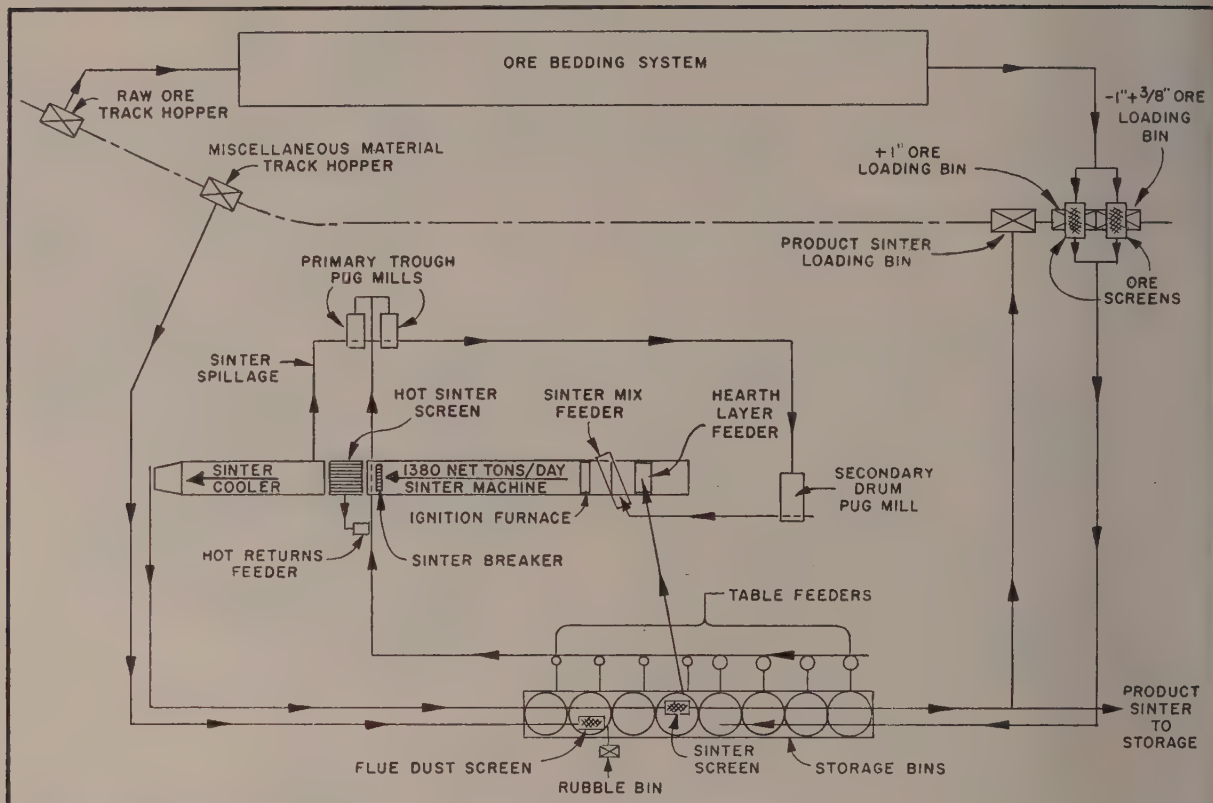 ORE BEDDING SYSTEM
RAW ORE
TRACK HOPPER
-1"+3/8" ORE
LOADING
BIN
MISCELLANEOUS MATERIAL
TRACK HOPPER
+1" ORE
LOADING BIN
PRODUCT SINTER
LOADING BIN
ORE
SCREENS
PRIMARY TROUGH
PUG MILLS
SINTER
SPILLAGE
HOT SINTER
SCREEN
SINTER MIX
FEEDER
HEARTH
LAYER
FEEDER
SINTER
COOLER
1380 NET TONS/DAY
SINTER MACHINE
SECONDARY
DRUM
PUG MILL
IGNITION FURNACE
HOT RETURNS
FEEDER
SINTER BREAKER
TABLE FEEDERS
PRODUCT
SINTER
TO
STORAGE
FLUE DUST SCREEN
SINTER
SCREEN
STORAGE BINS
RUBBLE BIN